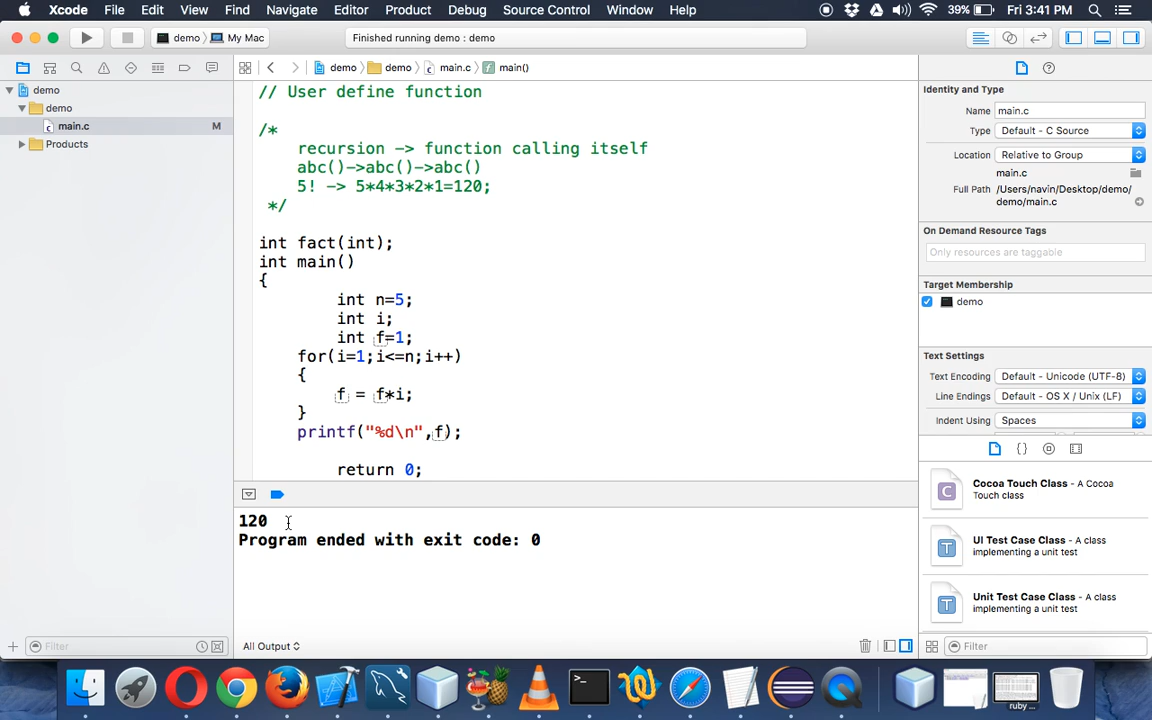 Xcode File Edit View Find Navigate Editor Product Debug Source Control Window Help 39% Fri 3:41 PM
demo My Mac Finished running demo : demo
demo demo main.c main()
demo
demo
main.c M
Products
// User define function
/*
recursion -> function calling itself
abc()->abc()->abc()
5! -> 5*4*3*2*1=120;
*/
int fact(int);
int main()
{
int n=5;
int i;
int f=1;
for(i=1;i<=n;i++)
{
f = f*i;
}
printf("%d\n",f);
return 0;
120
Program ended with exit code: 0
All Output
Filter
Identity and Type
Name main.c
Type Default - C Source
Location Relative to Group
main.c
Full Path /Users/navin/Desktop/demo/
demo/main.c
On Demand Resource Tags
Only resources are taggable
Target Membership
demo
Text Settings
Text Encoding Default - Unicode (UTF-8)
Line Endings Default - OS X / Unix (LF)
Indent Using Spaces
Cocoa Touch Class - A Cocoa
Touch class
UI Test Case Class - A class
implementing a unit test
Unit Test Case Class - A class
implementing a unit test
Filter
ruby ...